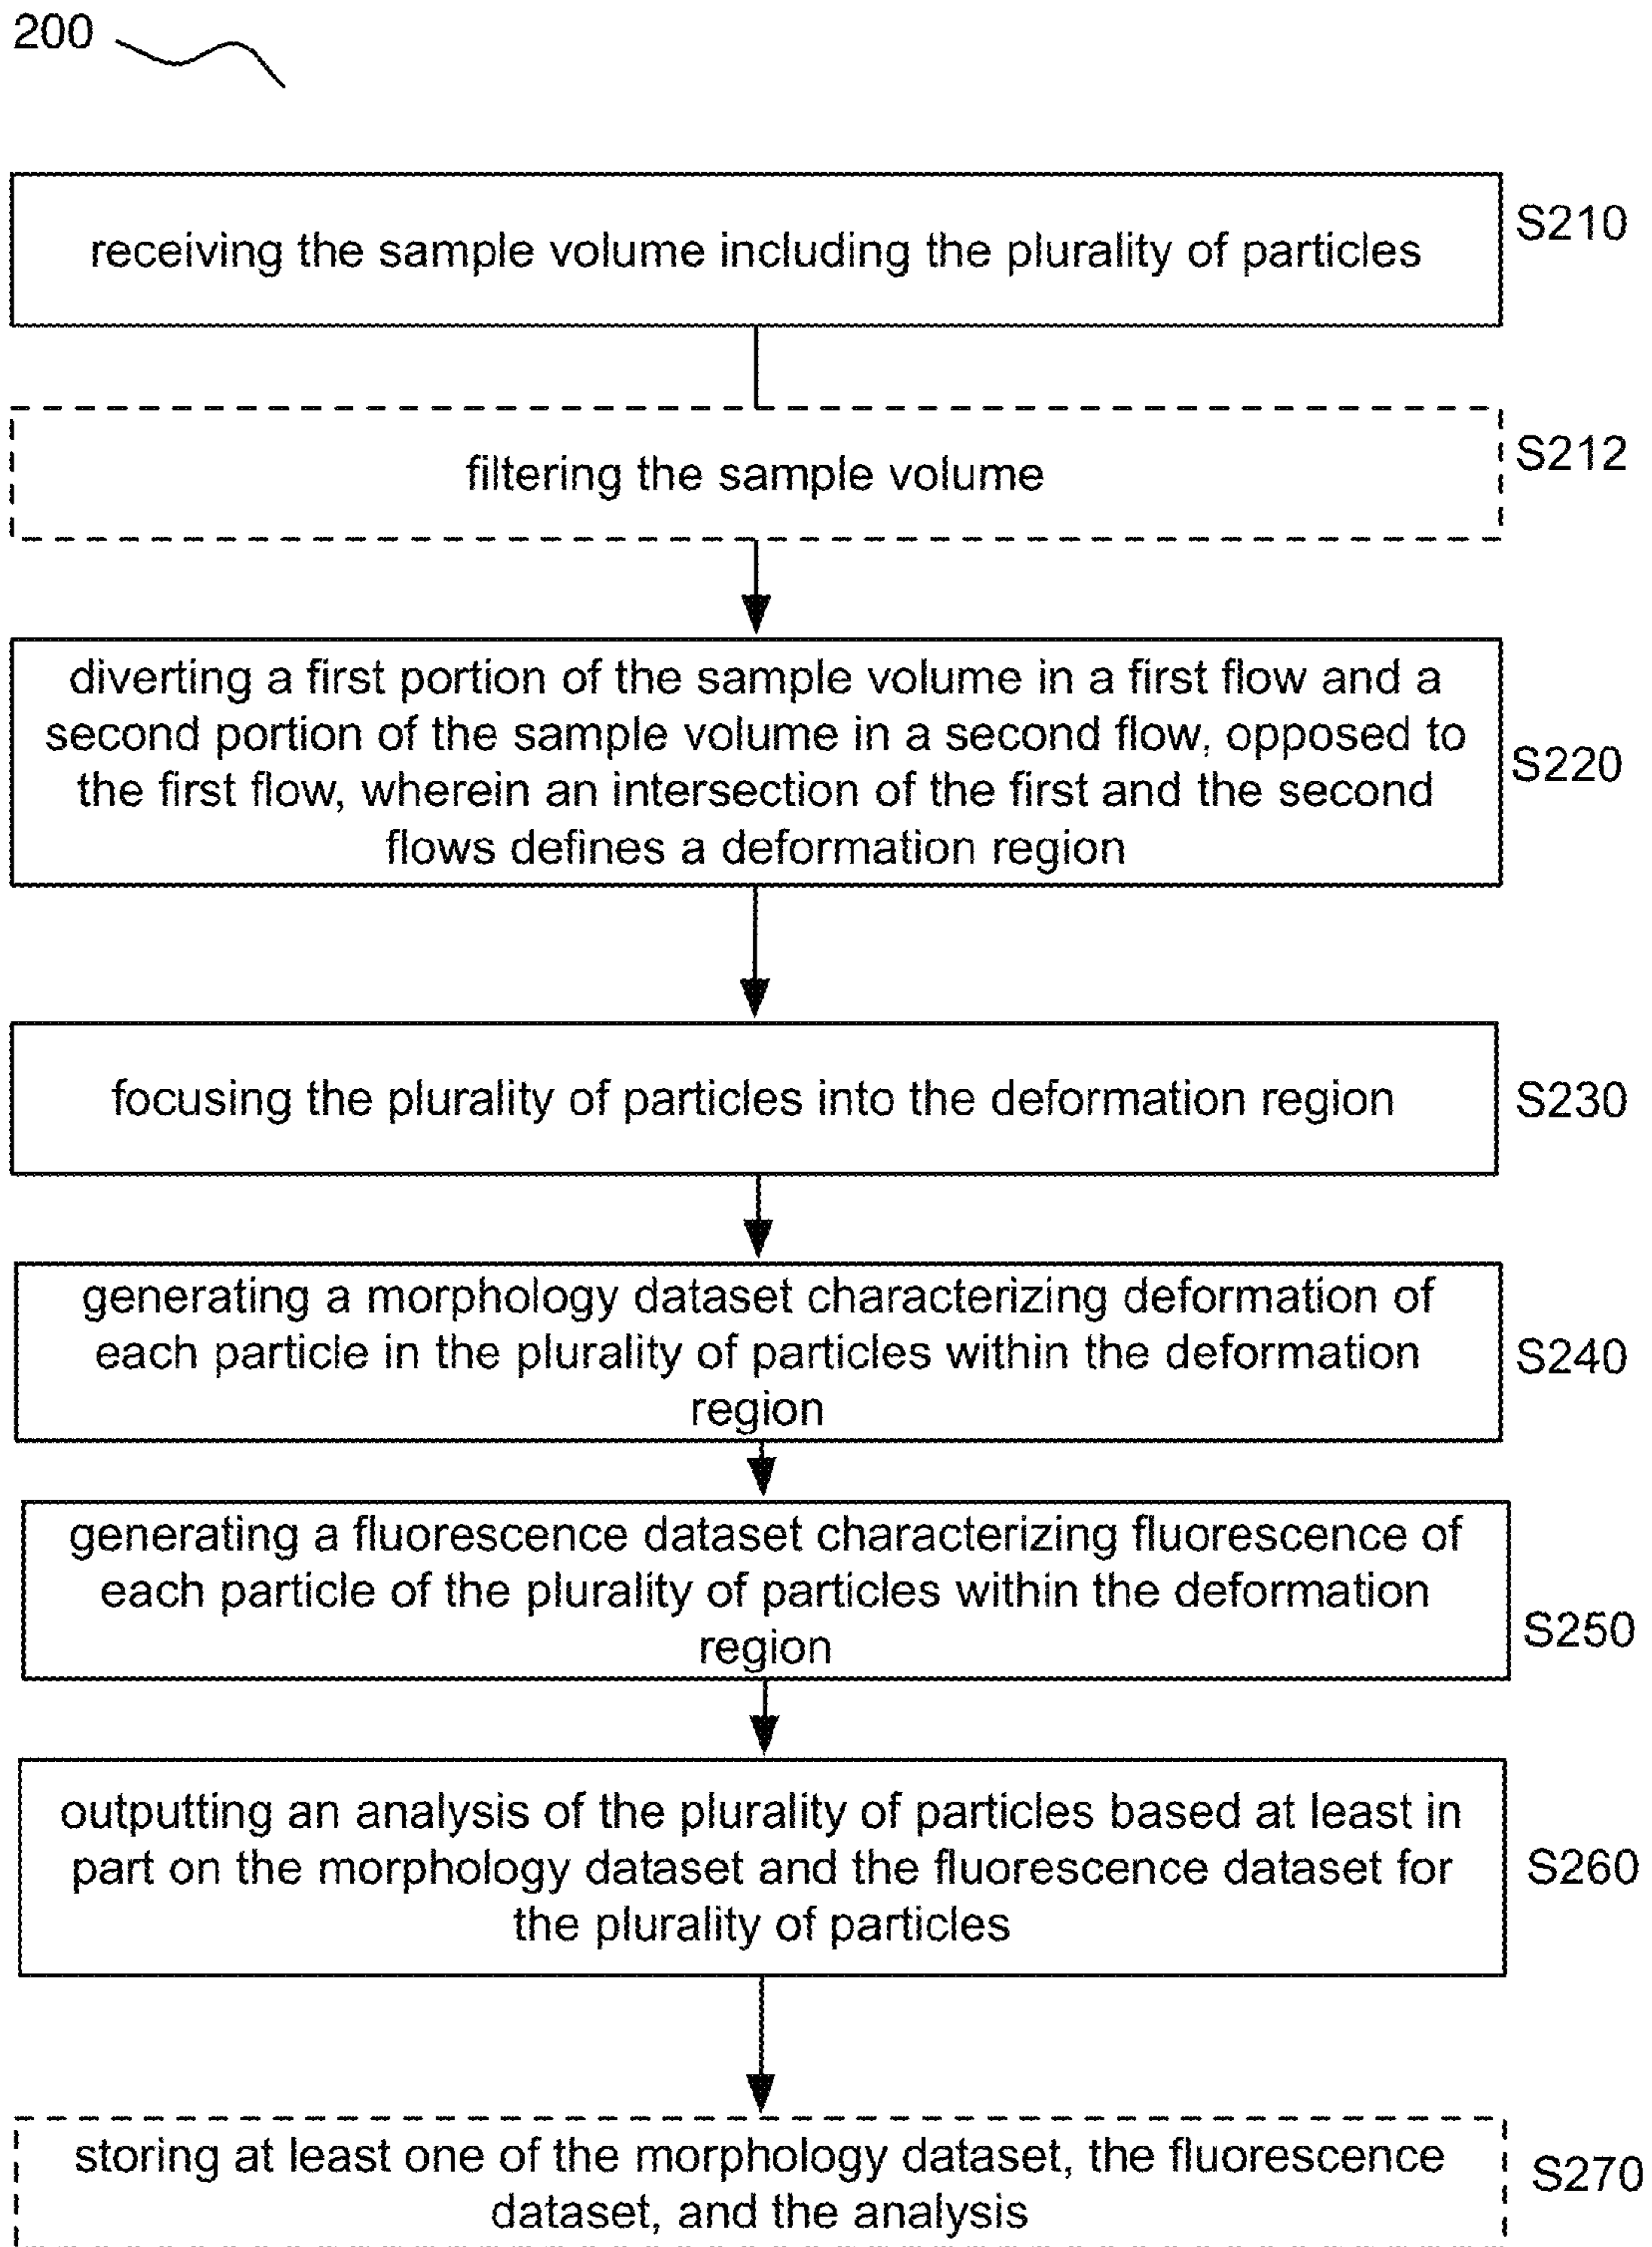 200
receiving the sample volume including the plurality of particles
S210
filtering the sample volume
S212
diverting a first portion of the sample volume in a first flow and a
second portion of the sample volume in a second flow, opposed to
the first flow, wherein an intersection of the first and the second
flows defines a deformation region
S220
focusing the plurality of particles into the deformation region
S230
generating a morphology dataset characterizing deformation of
each particle in the plurality of particles within the deformation
region
S240
generating a fluorescence dataset characterizing fluorescence of
each particle of the plurality of particles within the deformation
region
S250
outputting an analysis of the plurality of particles based at least in
part on the morphology dataset and the fluorescence dataset for
the plurality of particles
S260
storing at least one of the morphology dataset, the fluorescence
dataset, and the analysis
S270